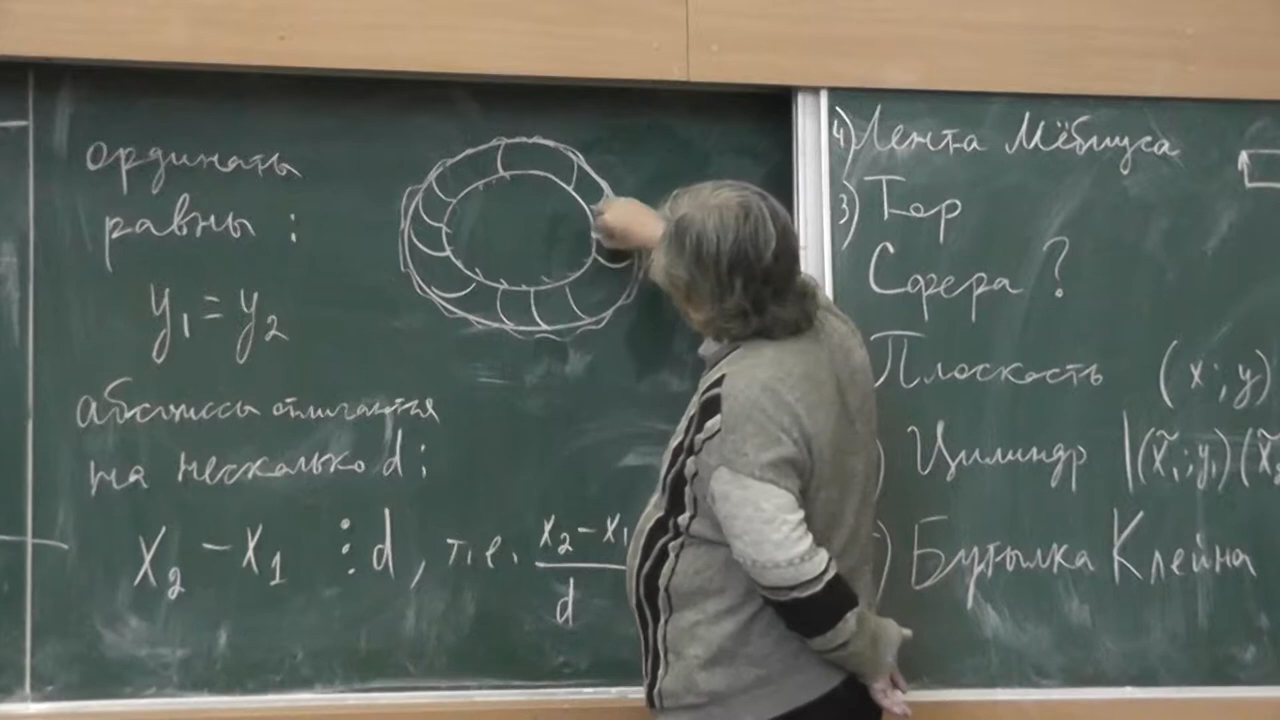 ординаты
равны :
y₁ = y₂
абсциссы отличаются
на несколько d :
x₂ - x₁ ⋮ d, т.е. (x₂ - x₁)/d
4) Лента Мёбиуса
3) Тор
Сфера ?
Плоскость (x ; y)
) Цилиндр |(x̃₁; y₁)(x̃₂
) Бутылка Клейна